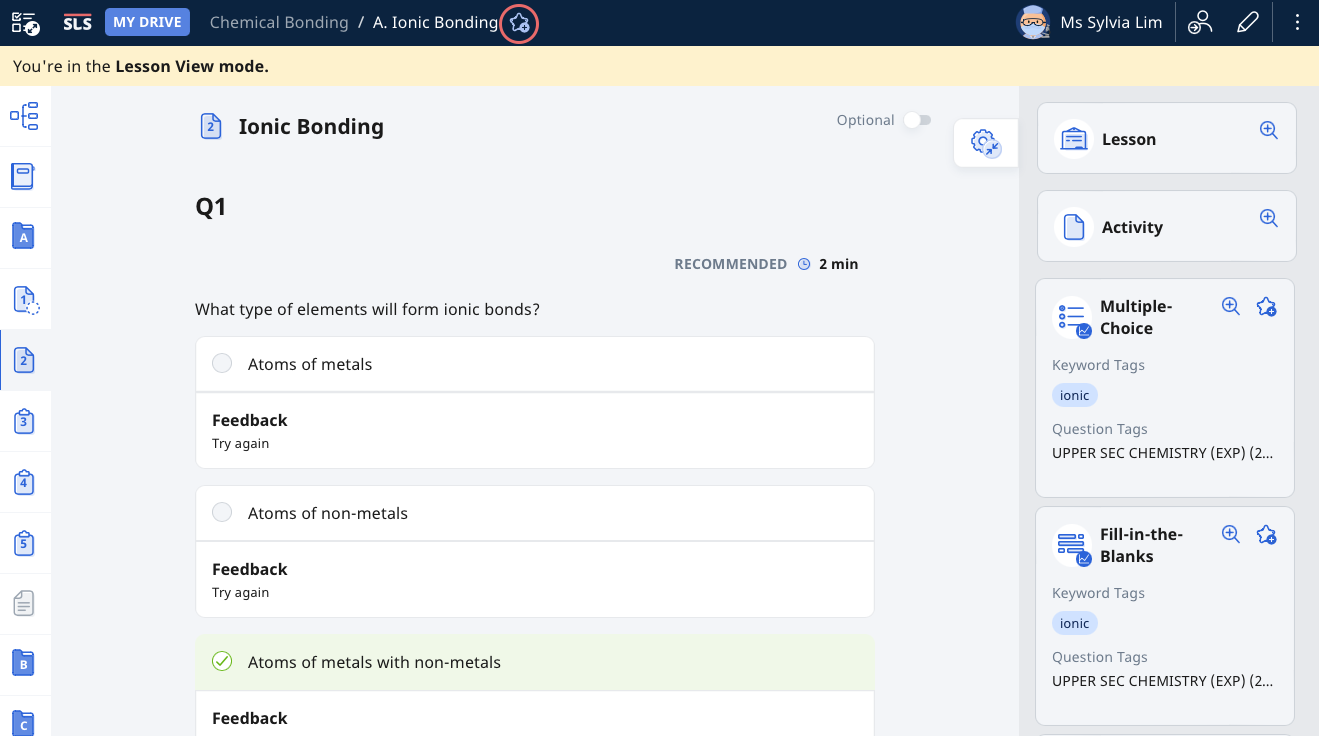 SLS MY DRIVE Chemical Bonding / A. Ionic Bonding Ms Sylvia Lim
You're in the Lesson View mode.
2 Ionic Bonding
Optional
Q1
RECOMMENDED 2 min
What type of elements will form ionic bonds?
Atoms of metals
Feedback
Try again
Atoms of non-metals
Feedback
Try again
Atoms of metals with non-metals
Feedback
A
1
2
3
4
5
B
C
Lesson
Activity
Multiple-
Choice
Keyword Tags
ionic
Question Tags
UPPER SEC CHEMISTRY (EXP) (2...
Fill-in-the-
Blanks
Keyword Tags
ionic
Question Tags
UPPER SEC CHEMISTRY (EXP) (2...